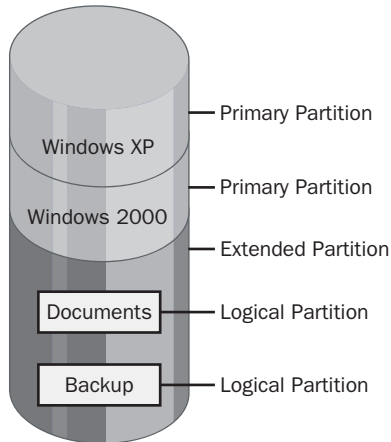 Primary Partition
Windows XP
Primary Partition
Windows 2000
Extended Partition
Documents
Logical Partition
Backup
Logical Partition